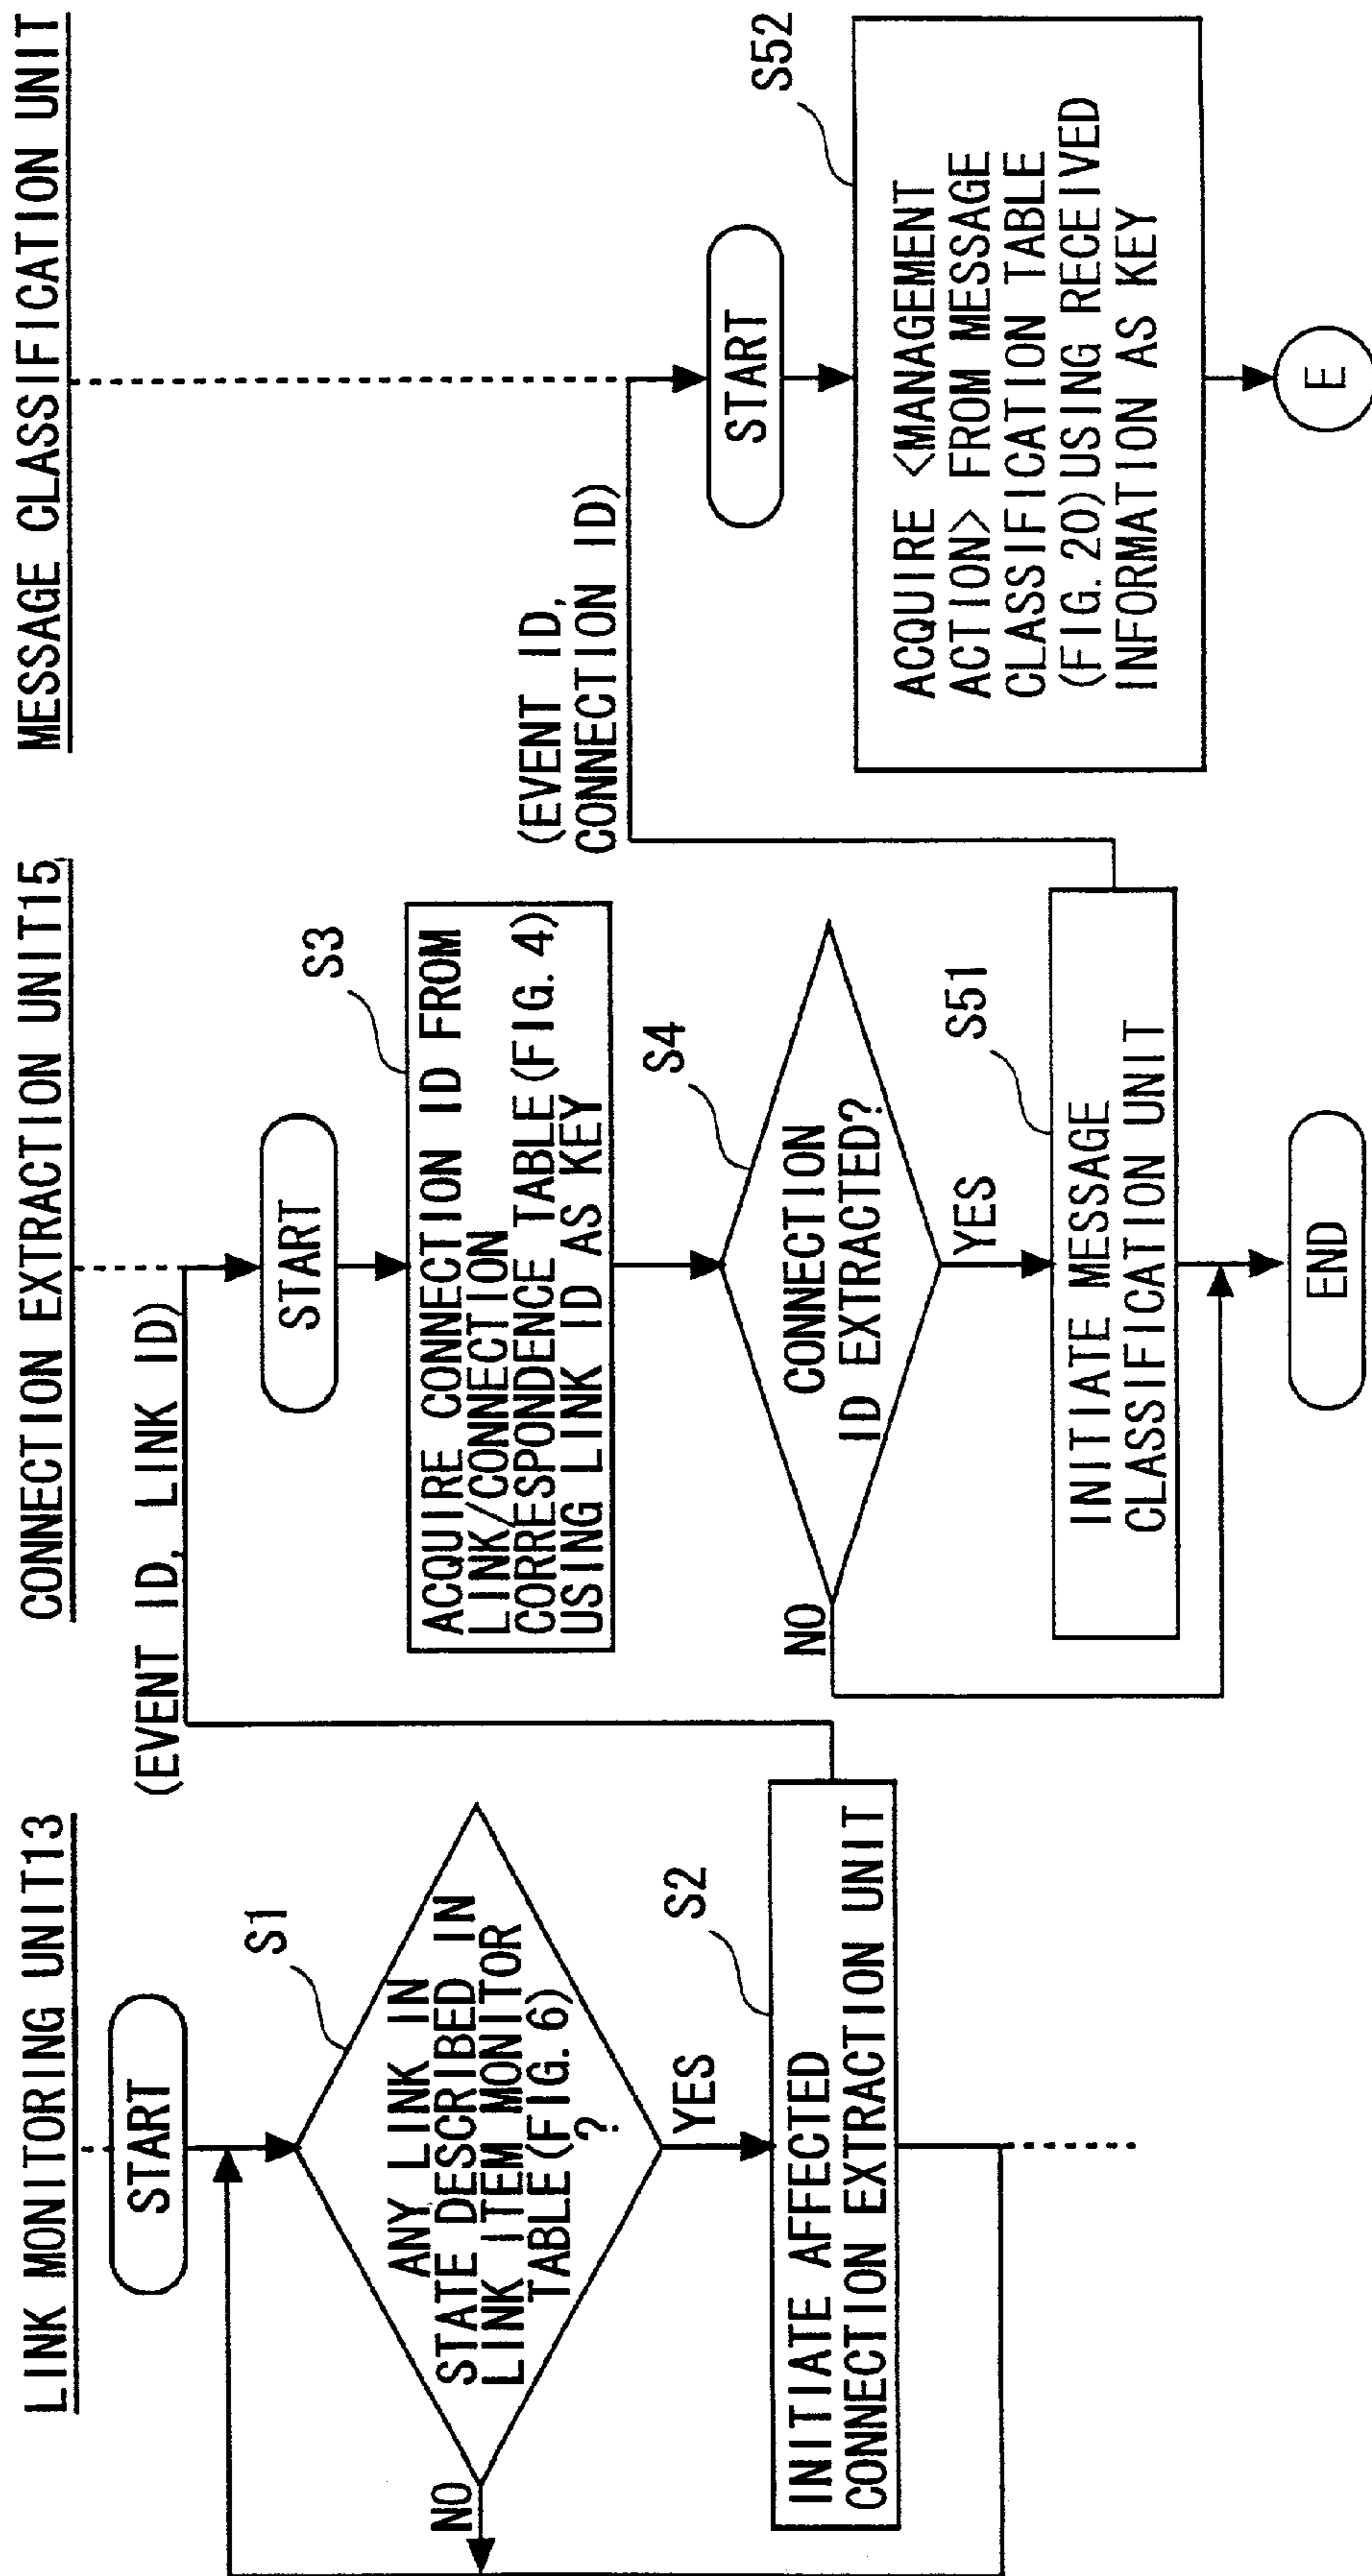 LINK MONITORING UNIT13
START
S1
ANY LINK IN
STATE DESCRIBED IN
LINK ITEM MONITOR
TABLE(FIG. 6)
?
NO
YES
S2
INITIATE AFFECTED
CONNECTION EXTRACTION UNIT
(EVENT ID, LINK ID)
CONNECTION EXTRACTION UNIT15
START
S3
ACQUIRE CONNECTION ID FROM
LINK/CONNECTION
CORRESPONDENCE TABLE(FIG. 4)
USING LINK ID AS KEY
S4
CONNECTION
ID EXTRACTED?
NO
YES
S51
INITIATE MESSAGE
CLASSIFICATION UNIT
END
(EVENT ID,
CONNECTION ID)
MESSAGE CLASSIFICATION UNIT
START
S52
ACQUIRE <MANAGEMENT
ACTION> FROM MESSAGE
CLASSIFICATION TABLE
(FIG. 20)USING RECEIVED
INFORMATION AS KEY
E